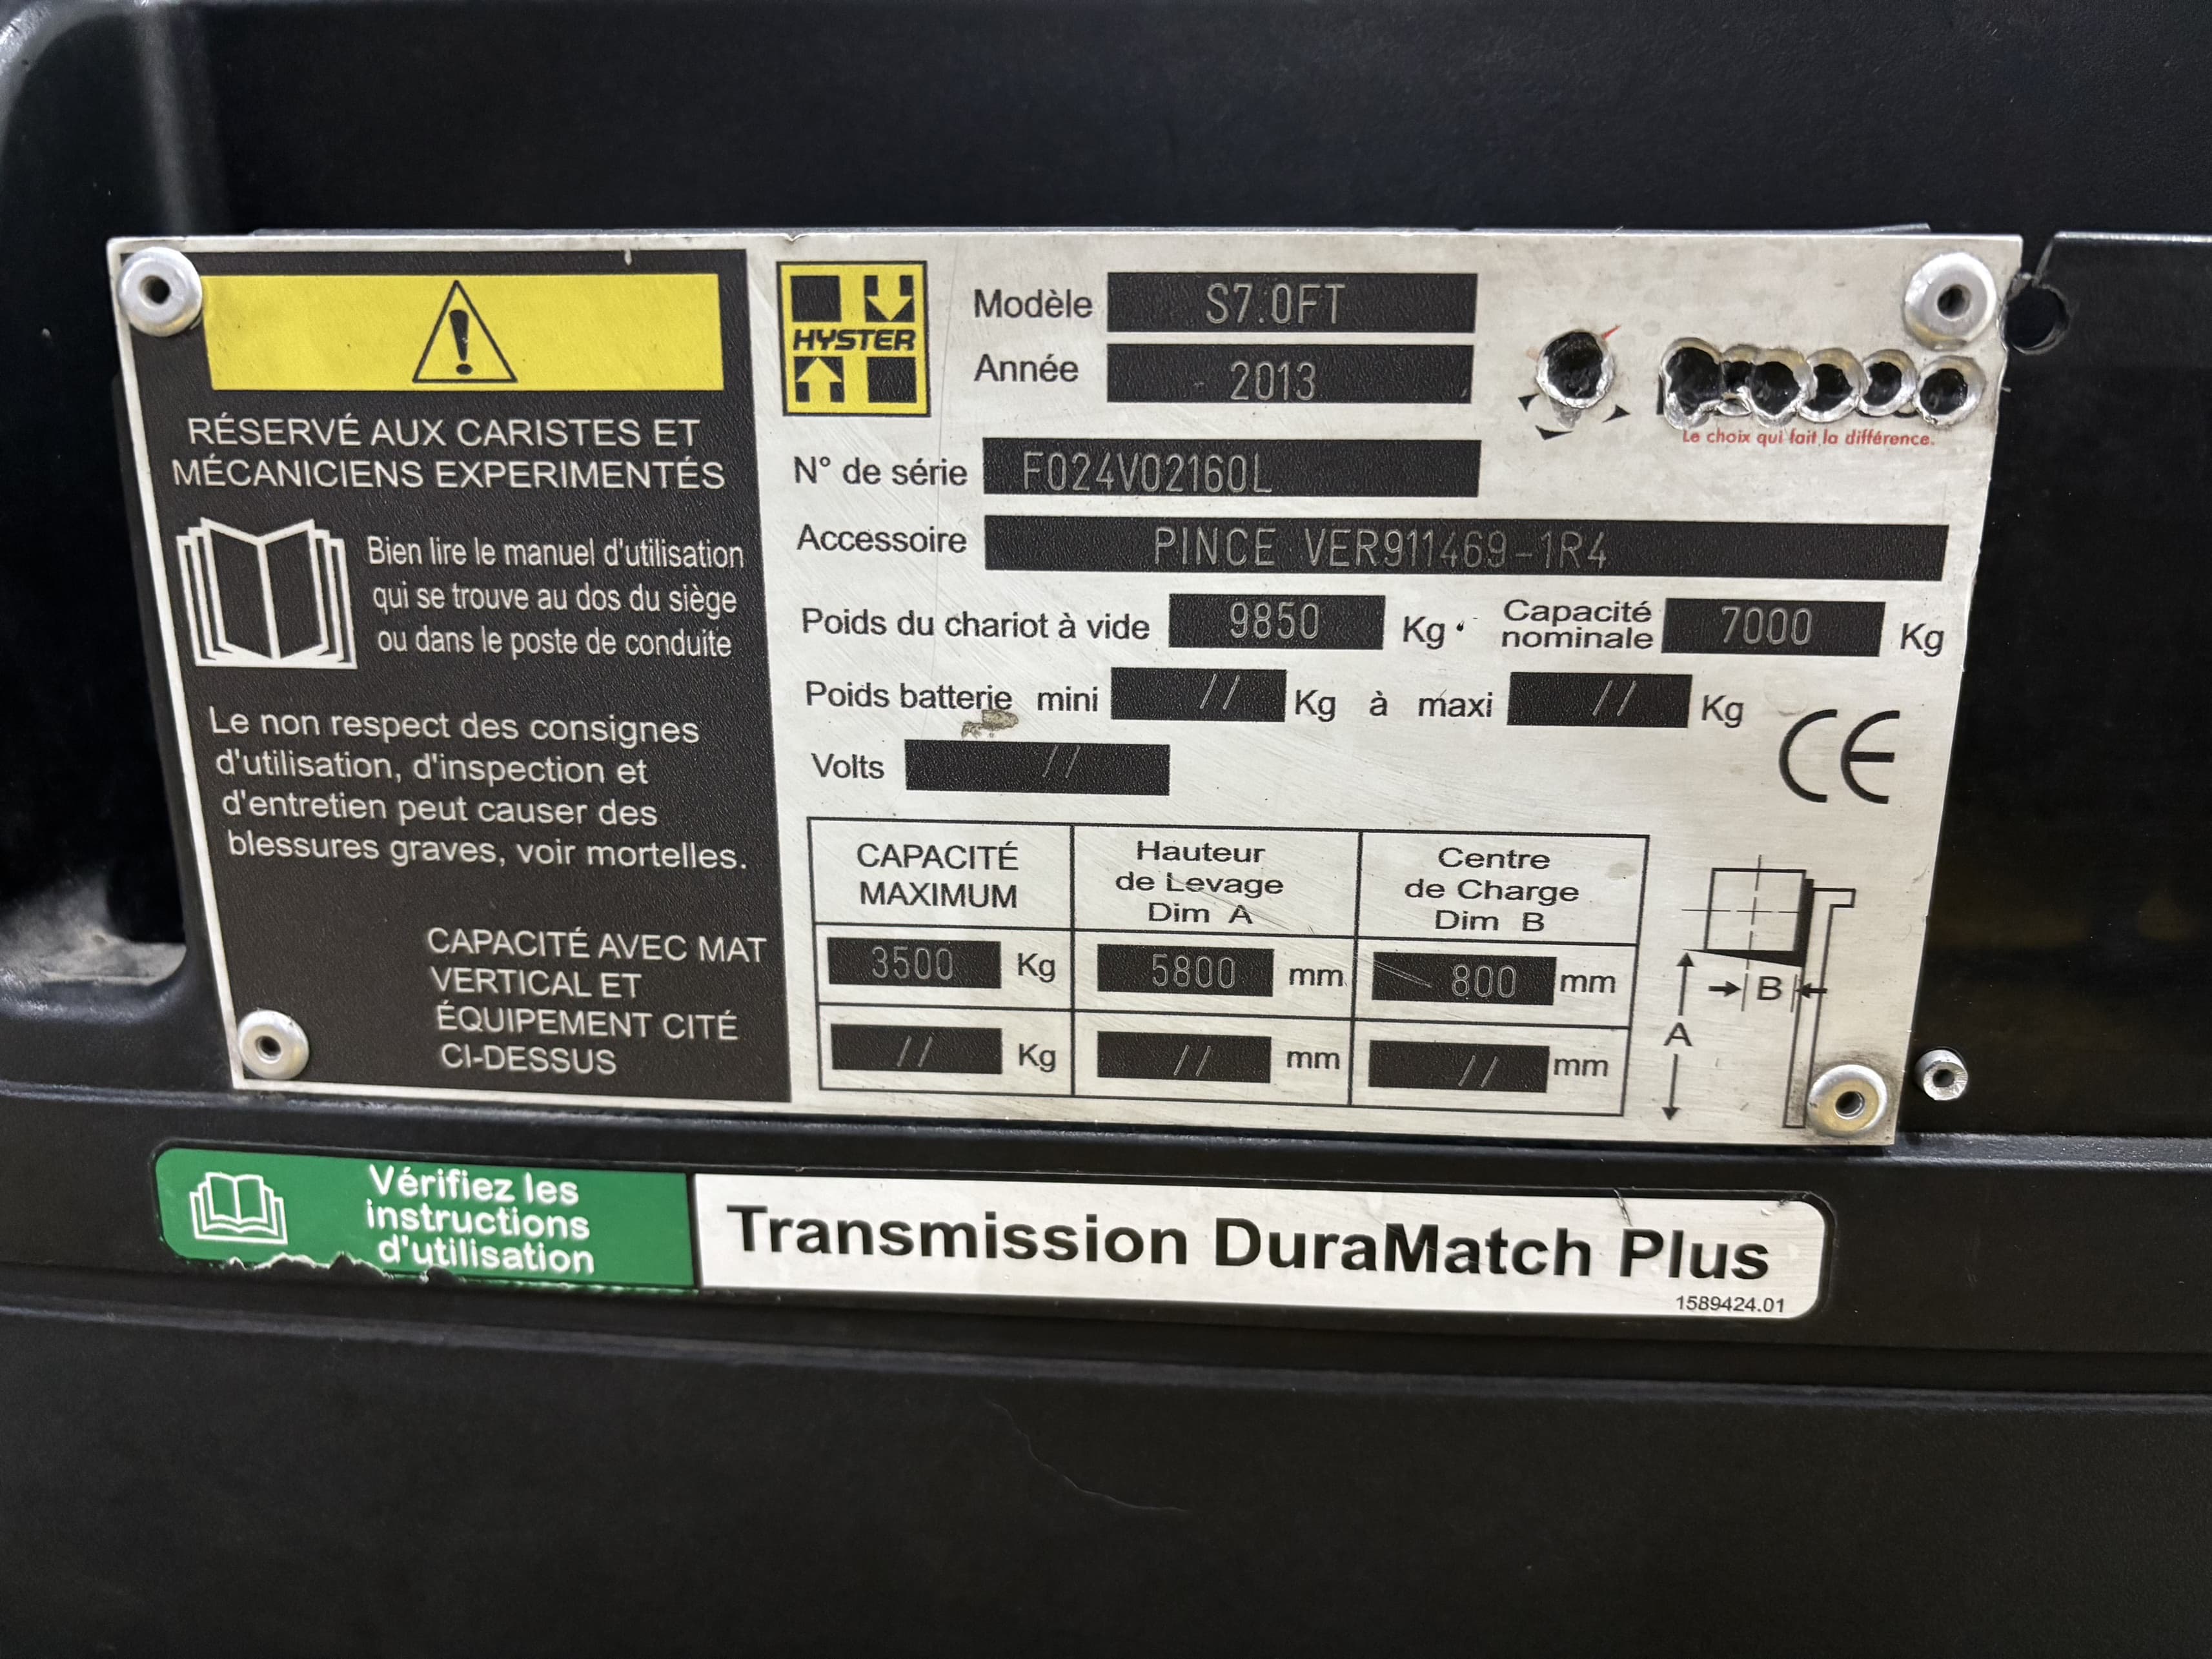 RÉSERVÉ AUX CARISTES ET
MÉCANICIENS EXPERIMENTÉS
Bien lire le manuel d'utilisation
qui se trouve au dos du siège
ou dans le poste de conduite
Le non respect des consignes
d'utilisation, d'inspection et
d'entretien peut causer des
blessures graves, voir mortelles.
CAPACITÉ AVEC MAT
VERTICAL ET
ÉQUIPEMENT CITÉ
CI-DESSUS
HYSTER
Modèle S7.0FT
Année 2013
Le choix qui fait la différence.
N° de série F024V02160L
Accessoire PINCE VER911469-1R4
Poids du chariot à vide 9850 Kg Capacité nominale 7000 Kg
Poids batterie mini // Kg à maxi // Kg
Volts //
CE
CAPACITÉ MAXIMUM
Hauteur de Levage Dim A
Centre de Charge Dim B
3500 Kg 5800 mm 800 mm
// Kg // mm // mm
B
A
Vérifiez les
instructions
d'utilisation
Transmission DuraMatch Plus
1589424.01